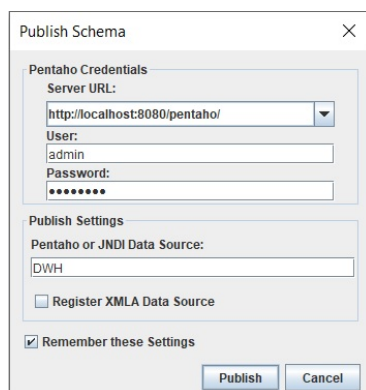 Publish Schema
Pentaho Credentials
Server URL:
http://localhost:8080/pentaho/
User:
admin
Password:
••••••••
Publish Settings
Pentaho or JNDI Data Source:
DWH
Register XMLA Data Source
Remember these Settings
Publish Cancel